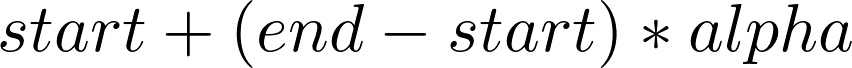 start + (end − start) ∗ alpha